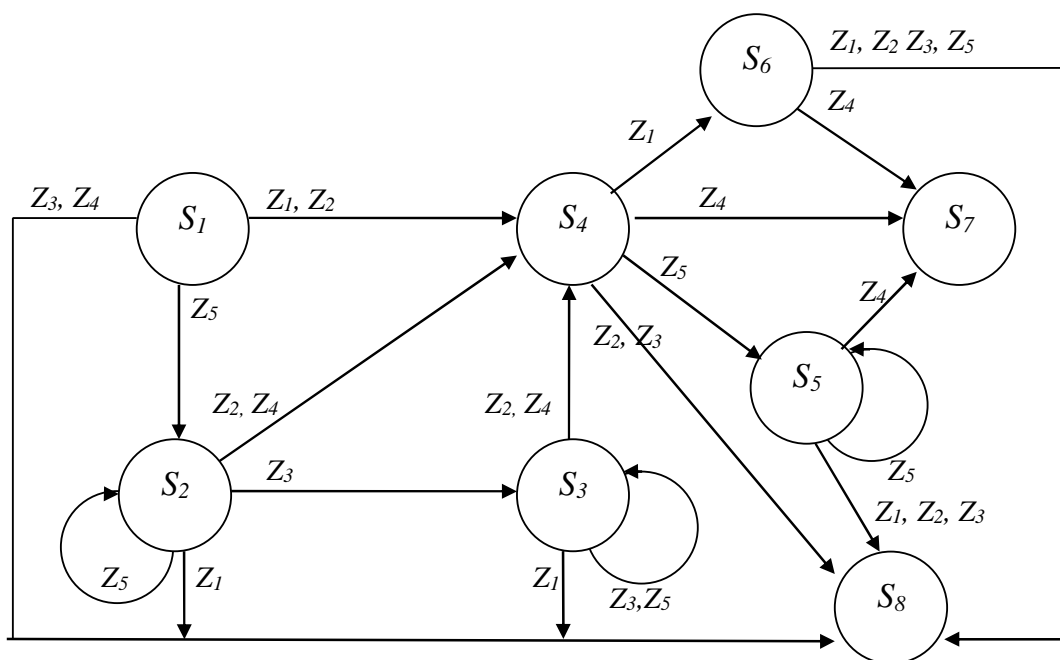 Z1, Z2 Z3, Z5
S6
Z4
Z1
Z3, Z4
S1
Z1, Z2
S4
Z4
S7
Z5
Z5
Z4
Z2, Z3
S5
Z2, Z4
Z2, Z4
S2
Z3
S3
Z5
Z1, Z2, Z3
Z5
Z1
Z1
Z3,Z5
S8